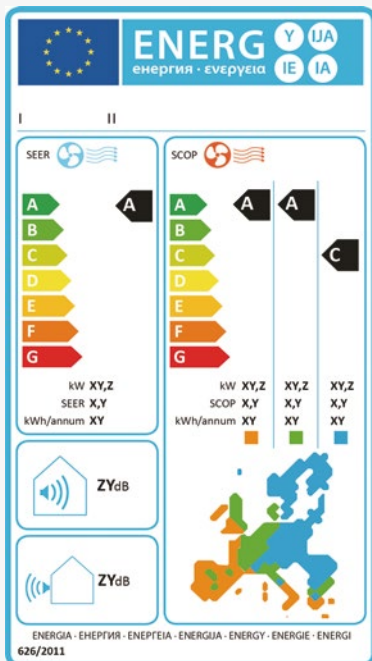 ENERG Y IJA
енергия · ενεργεια IE IA
I II
SEER
A A
B
C
D
E
F
G
kW XY,Z
SEER X,Y
kWh/annum XY
SCOP
A A A
B
C C
D
E
F
G
kW XY,Z XY,Z XY,Z
SCOP X,Y X,Y X,Y
kWh/annum XY XY XY
ZYdB
ZYdB
ENERGIA · ЕНЕРГИЯ · ΕΝΕΡΓΕΙΑ · ENERGIJA · ENERGY · ENERGIE · ENERGI
626/2011